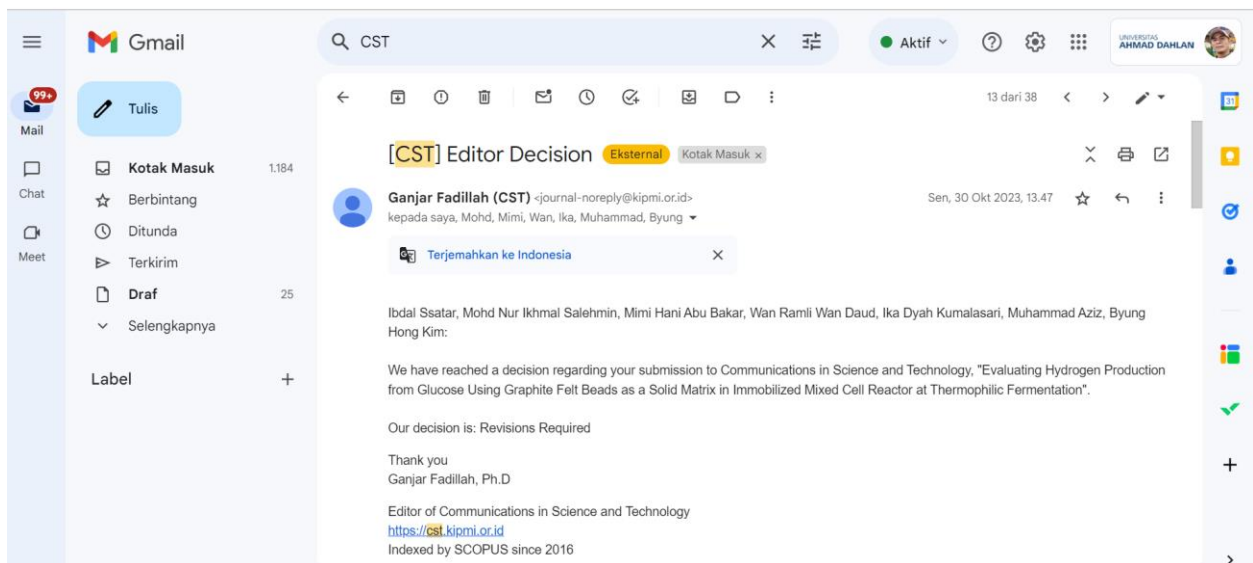 Gmail
CST
Aktif
UNIVERSITAS
AHMAD DAHLAN
99+
Mail
Chat
Meet
Tulis
Kotak Masuk 1.184
Berbintang
Ditunda
Terkirim
Draf 25
Selengkapnya
Label
13 dari 38
31
[CST] Editor Decision Eksternal Kotak Masuk x
Ganjar Fadillah (CST) <journal-noreply@kipmi.or.id> Sen, 30 Okt 2023, 13.47
kepada saya, Mohd, Mimi, Wan, Ika, Muhammad, Byung
Terjemahkan ke Indonesia
Ibdal Ssatar, Mohd Nur Ikhmal Salehmin, Mimi Hani Abu Bakar, Wan Ramli Wan Daud, Ika Dyah Kumalasari, Muhammad Aziz, Byung
Hong Kim:
We have reached a decision regarding your submission to Communications in Science and Technology, "Evaluating Hydrogen Production
from Glucose Using Graphite Felt Beads as a Solid Matrix in Immobilized Mixed Cell Reactor at Thermophilic Fermentation".
Our decision is: Revisions Required
Thank you
Ganjar Fadillah, Ph.D
Editor of Communications in Science and Technology
https://cst.kipmi.or.id
Indexed by SCOPUS since 2016